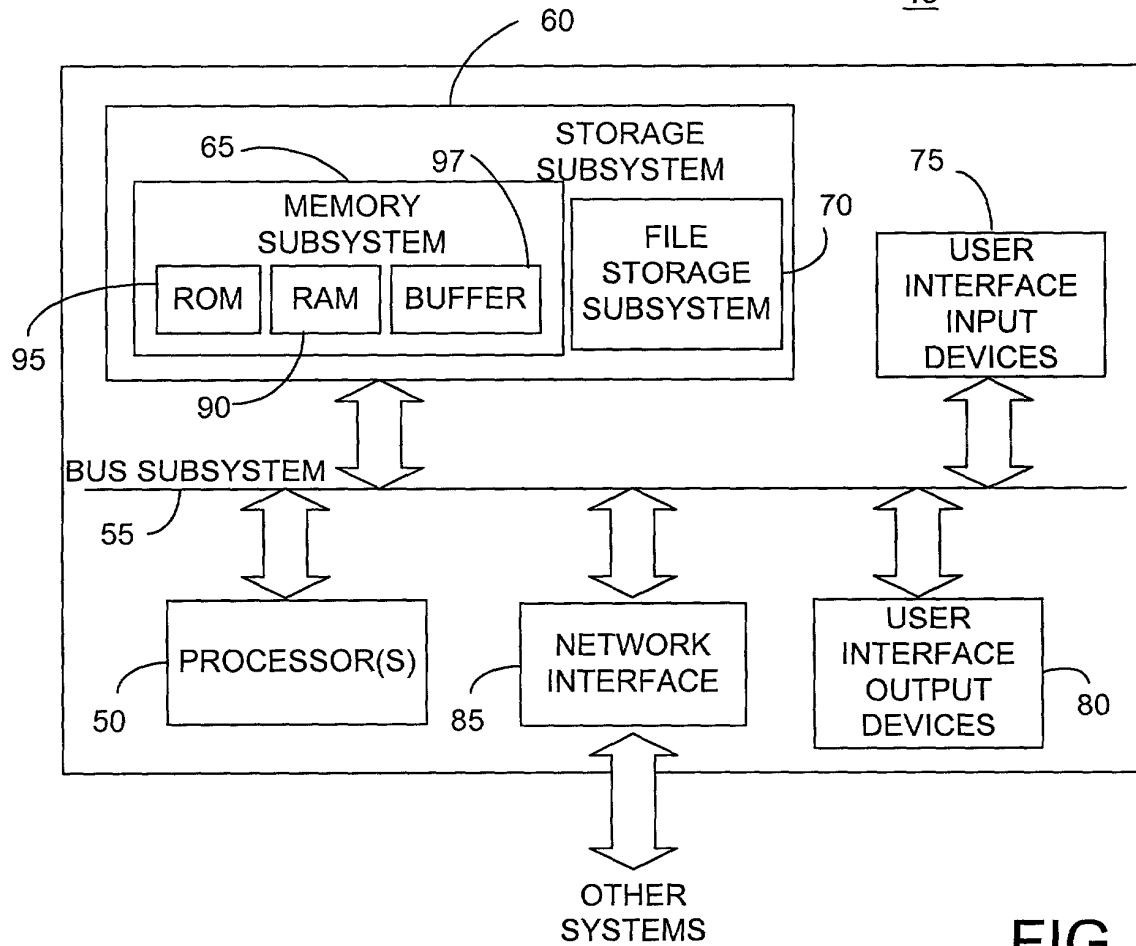 60
STORAGE
SUBSYSTEM
65
97
75
MEMORY
SUBSYSTEM
70
FILE
STORAGE
SUBSYSTEM
USER
INTERFACE
INPUT
DEVICES
ROM
RAM
BUFFER
95
90
BUS SUBSYSTEM
55
PROCESSOR(S)
NETWORK
INTERFACE
USER
INTERFACE
OUTPUT
DEVICES
50
85
80
OTHER
SYSTEMS
FIG